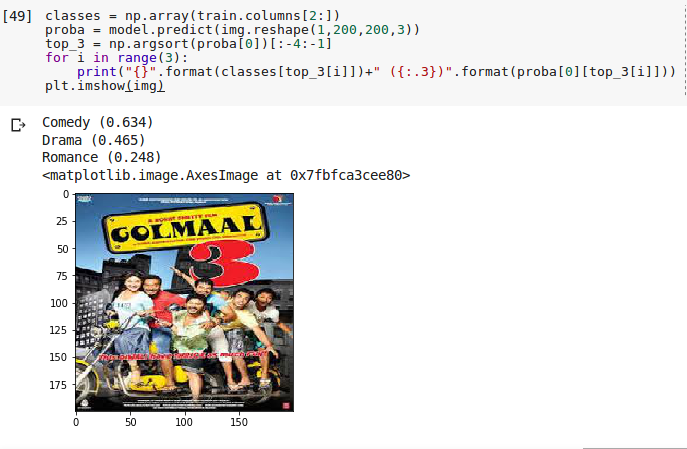 [49] classes = np.array(train.columns[2:])
proba = model.predict(img.reshape(1,200,200,3))
top_3 = np.argsort(proba[0])[:-4:-1]
for i in range(3):
    print("{}".format(classes[top_3[i]])+" ({:.3})".format(proba[0][top_3[i]]))
plt.imshow(img)
Comedy (0.634)
Drama (0.465)
Romance (0.248)
<matplotlib.image.AxesImage at 0x7fbfca3cee80>
0
25
50
75
100
125
150
175
A ROHIT SHETTY FILM
GOLMAAL
3
0 50 100 150